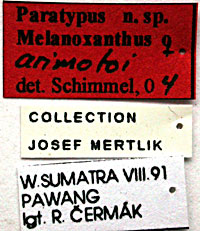 Paratypus n. sp.
Melanoxanthus ♀.
arimotoi
det. Schimmel, 04
COLLECTION
JOSEF MERTLIK
W.SUMATRA VIII.91
PAWANG
lgt. R. ČERMÁK